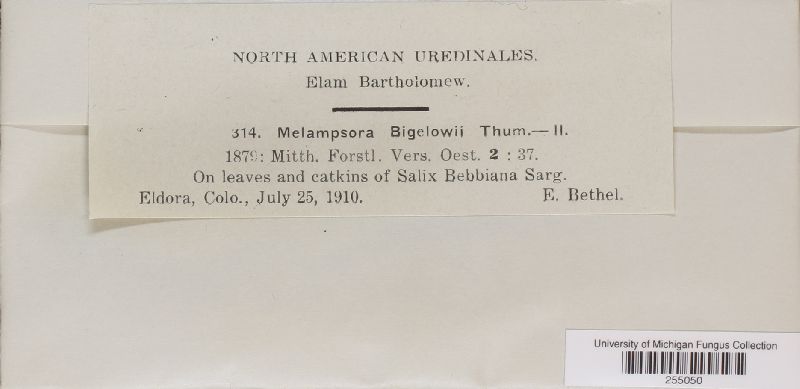 NORTH AMERICAN UREDINALES.
Elam Bartholomew.
314. Melampsora Bigelowii Thum.—II.
1879: Mitth. Forstl. Vers. Oest. 2 : 37.
On leaves and catkins of Salix Bebbiana Sarg.
Eldora, Colo., July 25, 1910. E. Bethel.
University of Michigan Fungus Collection
255050